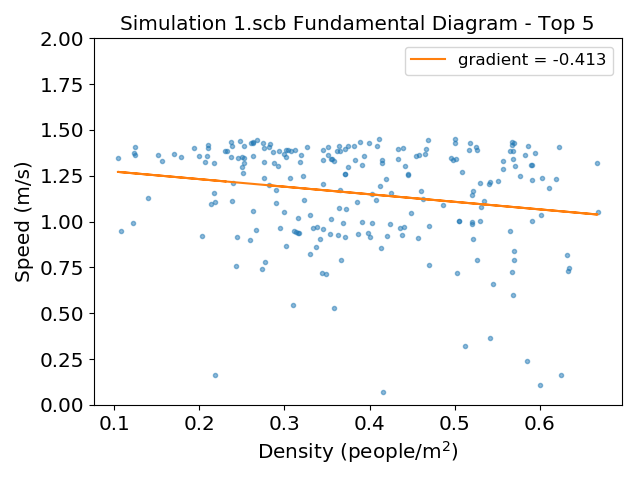 Simulation 1.scb Fundamental Diagram - Top 5
gradient = -0.413
2.00
1.75
1.50
1.25
1.00
0.75
0.50
0.25
0.00
Speed (m/s)
0.1 0.2 0.3 0.4 0.5 0.6
Density (people/m²)